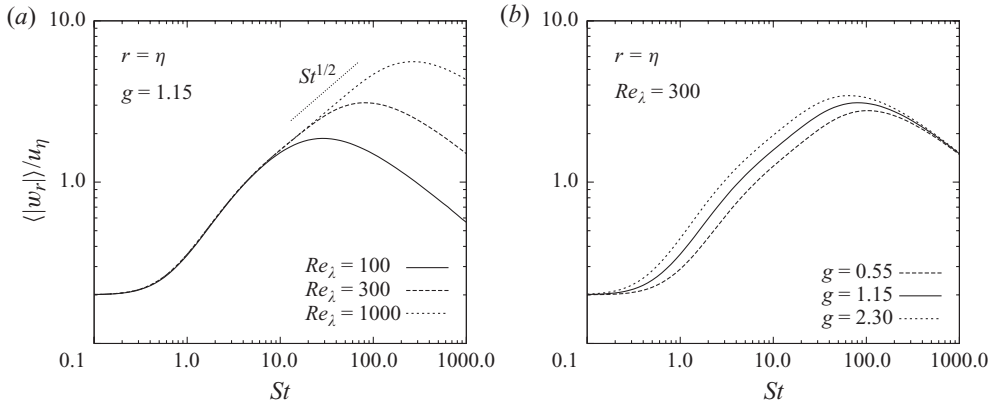 (a)
10.0
1.0
0.1
1.0
10.0
100.0
1000.0
⟨|w_r|⟩/u_η
St
r = η
g = 1.15
St^{1/2}
Re_λ = 100
Re_λ = 300
Re_λ = 1000
(b)
10.0
1.0
0.1
1.0
10.0
100.0
1000.0
St
r = η
Re_λ = 300
g = 0.55
g = 1.15
g = 2.30